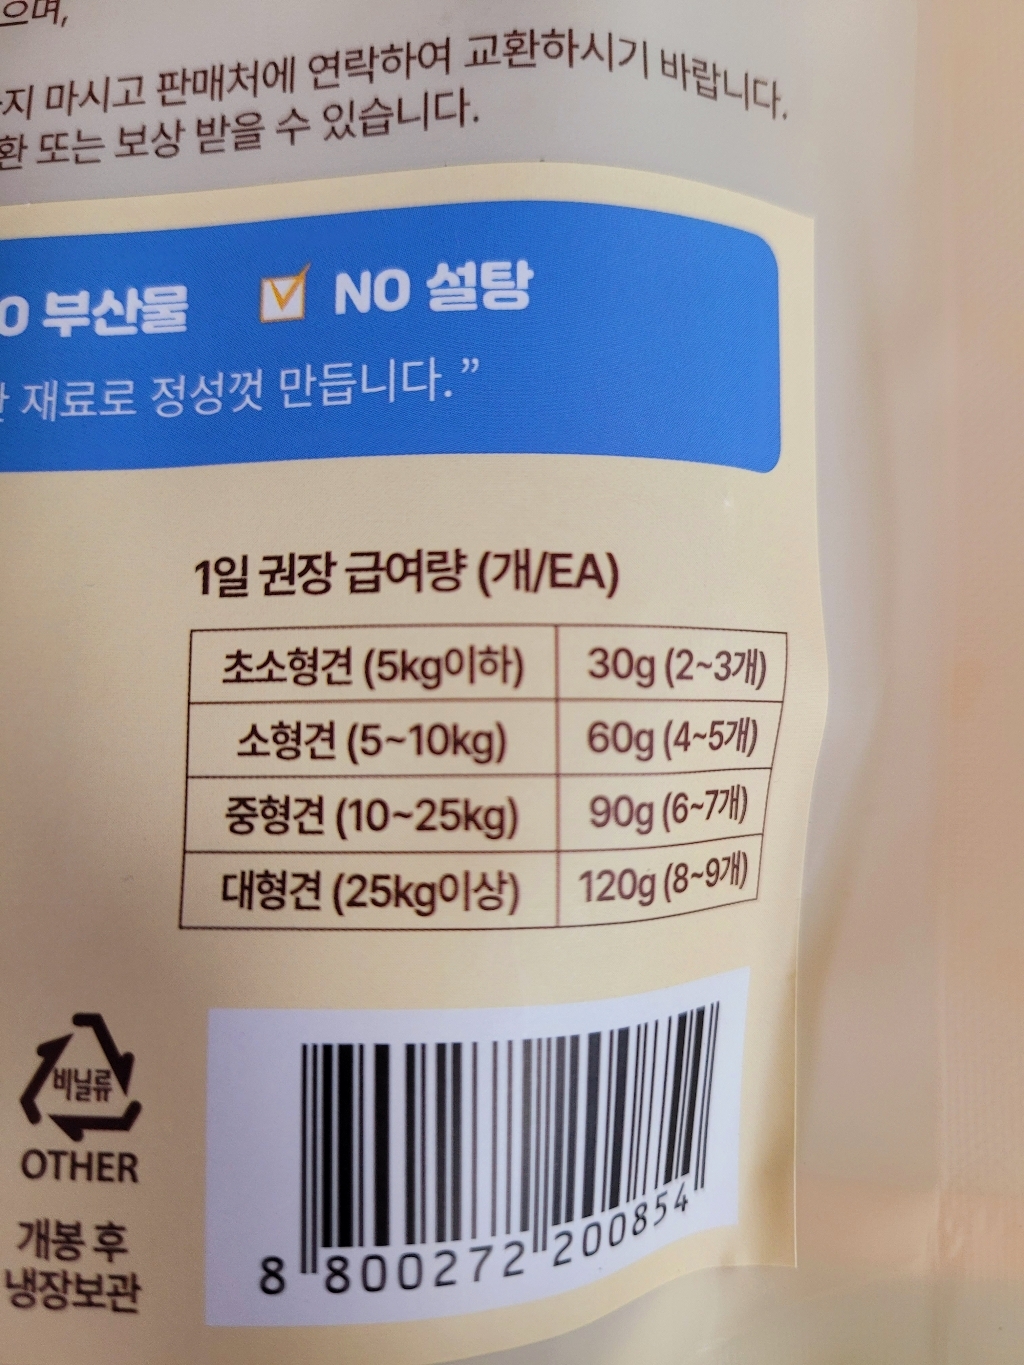 으며,
지 마시고 판매처에 연락하여 교환하시기 바랍니다.
환 또는 보상 받을 수 있습니다.
부산물 NO 설탕
재료로 정성껏 만듭니다.”
1일 권장 급여량 (개/EA)
초소형견 (5kg이하) 30g (2~3개)
소형견 (5~10kg) 60g (4~5개)
중형견 (10~25kg) 90g (6~7개)
대형견 (25kg이상) 120g (8~9개)
비닐류
OTHER
개봉 후
냉장보관
8 800272 200854